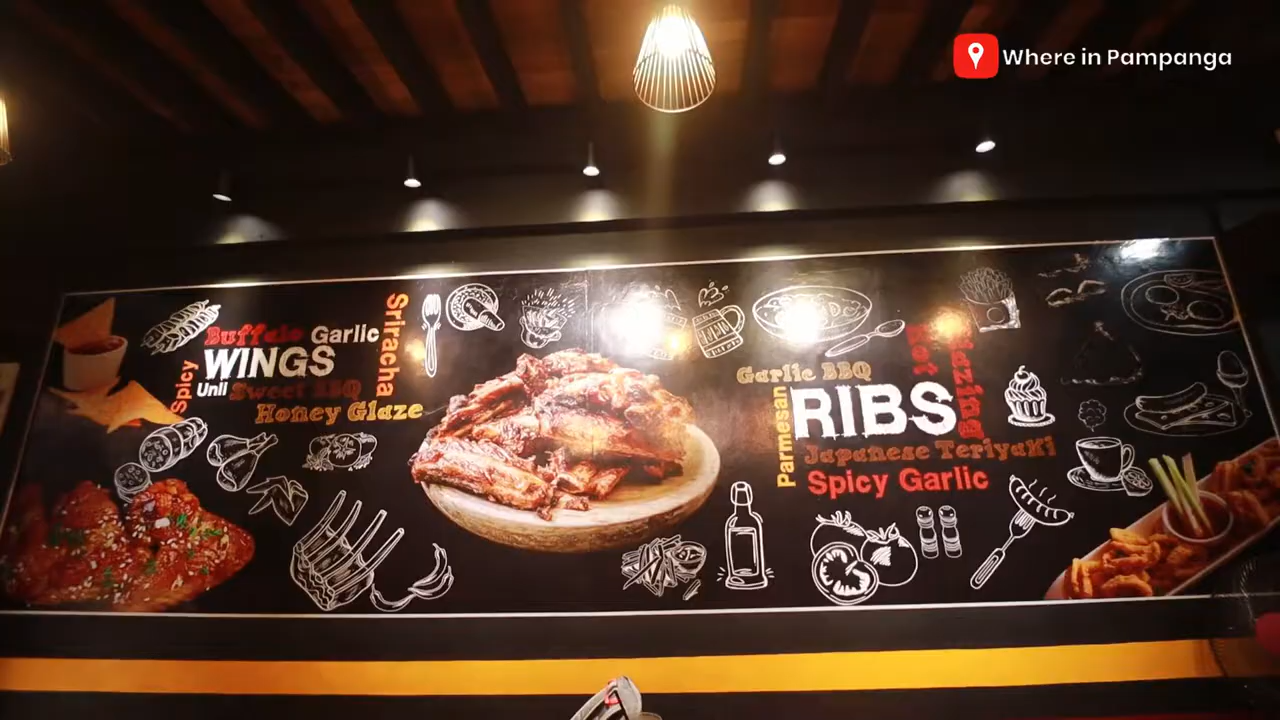 Where in Pampanga
Buffalo Garlic
Sriracha
Spicy
WINGS
Unli Sweet BBQ
Honey Glaze
Garlic BBQ
Parmesan
RIBS
Hot
Japanese Teriyaki
Spicy Garlic